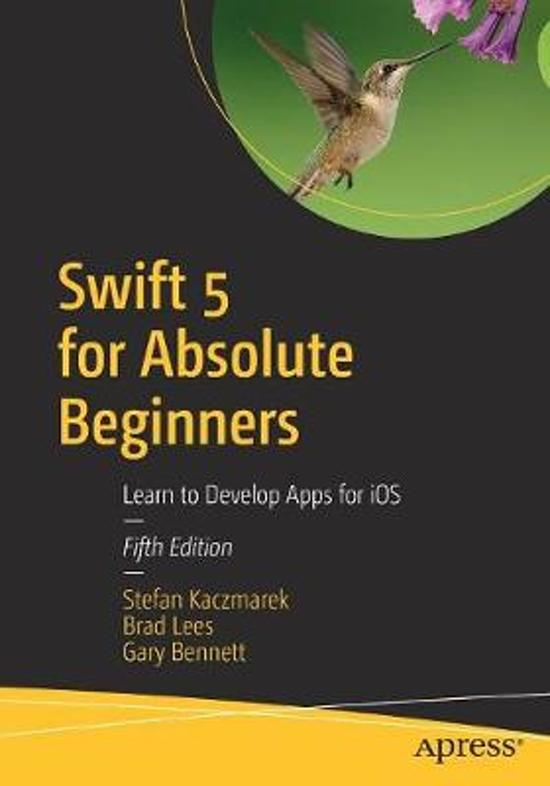 Swift 5
for Absolute
Beginners
Learn to Develop Apps for iOS
Fifth Edition
Stefan Kaczmarek
Brad Lees
Gary Bennett
Apress®